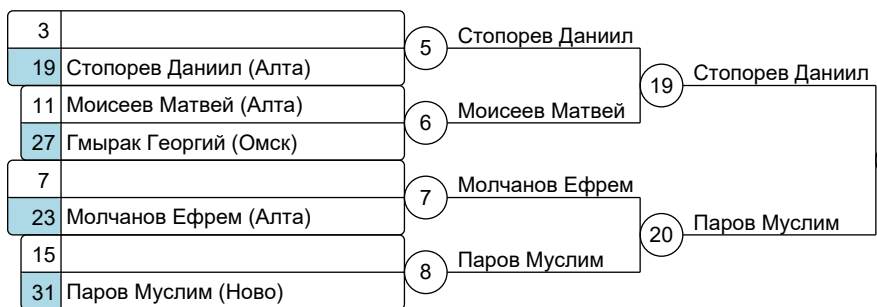 3
19 Стопорев Даниил (Алта)
11 Моисеев Матвей (Алта)
27 Гмырак Георгий (Омск)
7
23 Молчанов Ефрем (Алта)
15
31 Паров Муслим (Ново)
5
Стопорев Даниил
6
Моисеев Матвей
7
Молчанов Ефрем
8
Паров Муслим
19
Стопорев Даниил
20
Паров Муслим